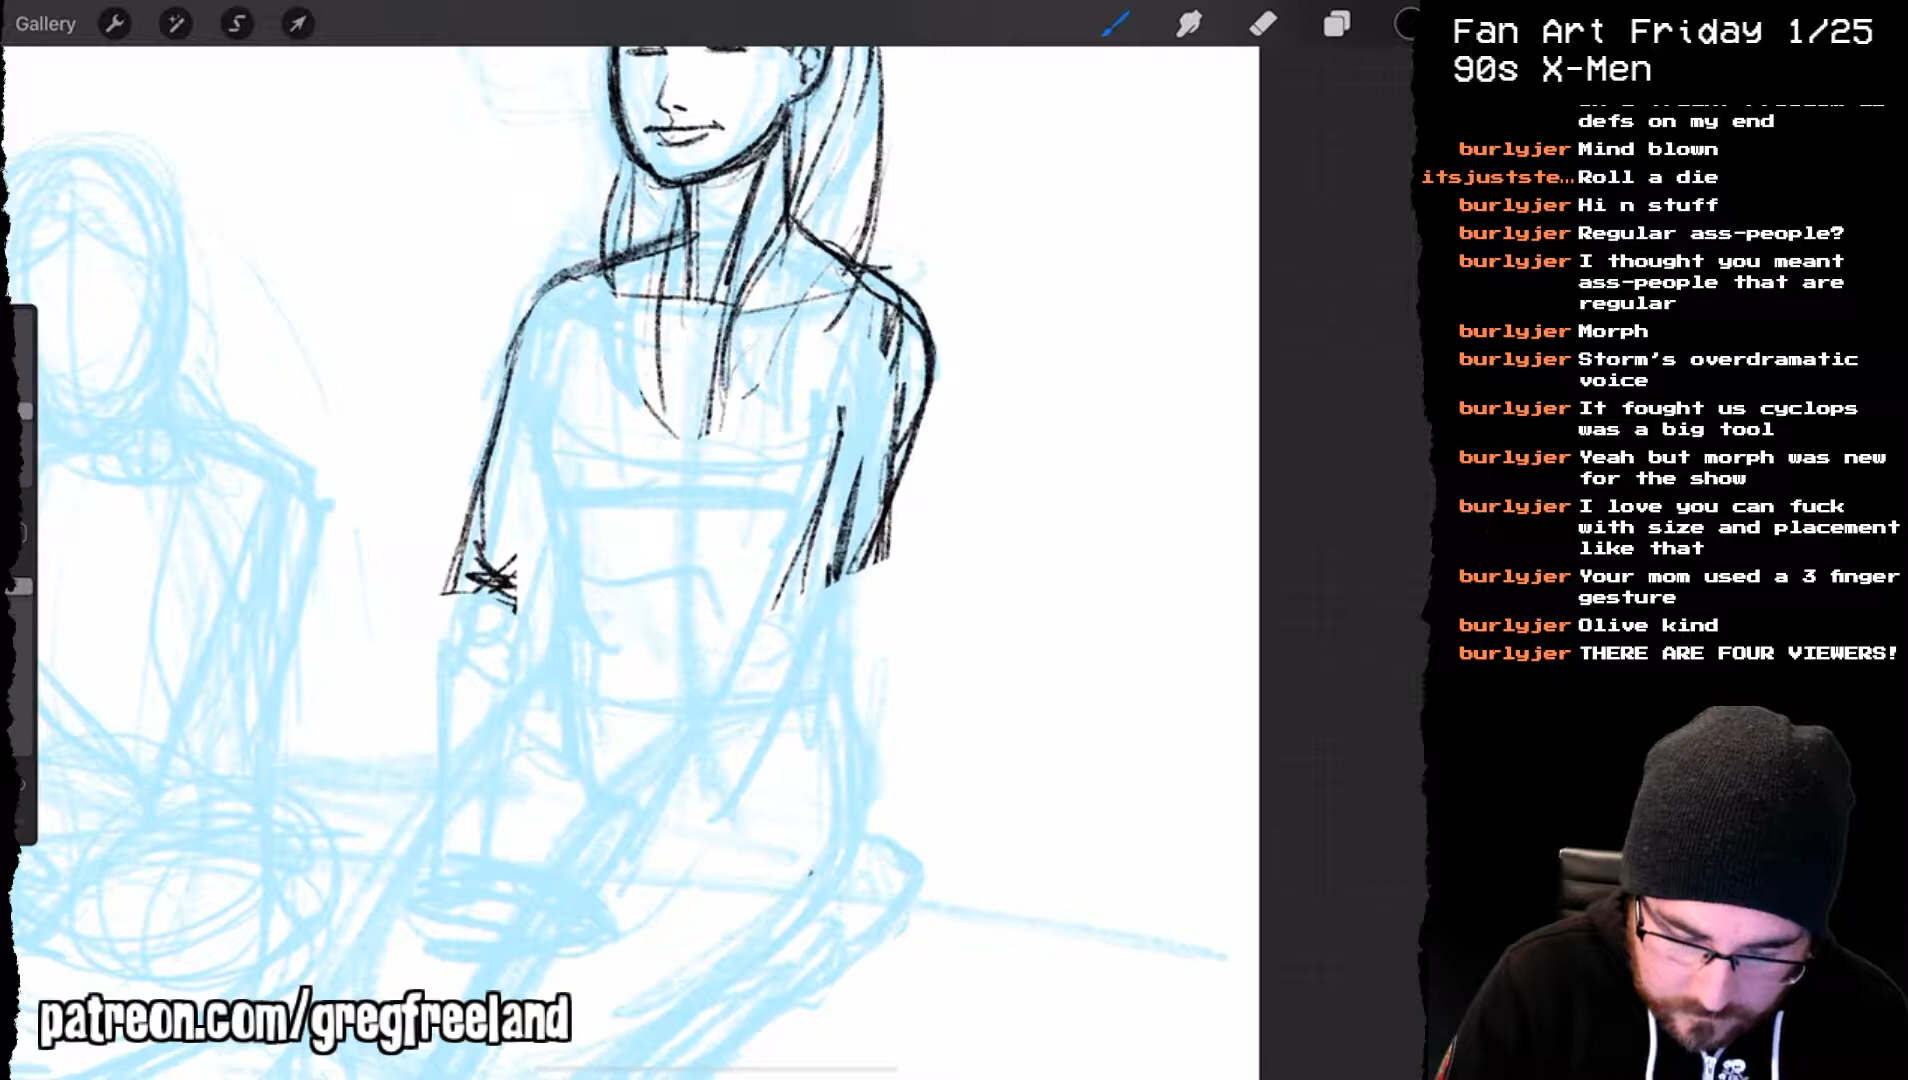 Gallery
Fan Art Friday 1/25
90s X-Men
defs on my end
burlyjer Mind blown
itsjustste… Roll a die
burlyjer Hi n stuff
burlyjer Regular ass-people?
burlyjer I thought you meant
ass-people that are
regular
burlyjer Morph
burlyjer Storm's overdramatic
voice
burlyjer It fought us cyclops
was a big tool
burlyjer Yeah but morph was new
for the show
burlyjer I love you can fuck
with size and placement
like that
burlyjer Your mom used a 3 finger
gesture
burlyjer Olive kind
burlyjer THERE ARE FOUR VIEWERS!
patreon.com/gregfreeland